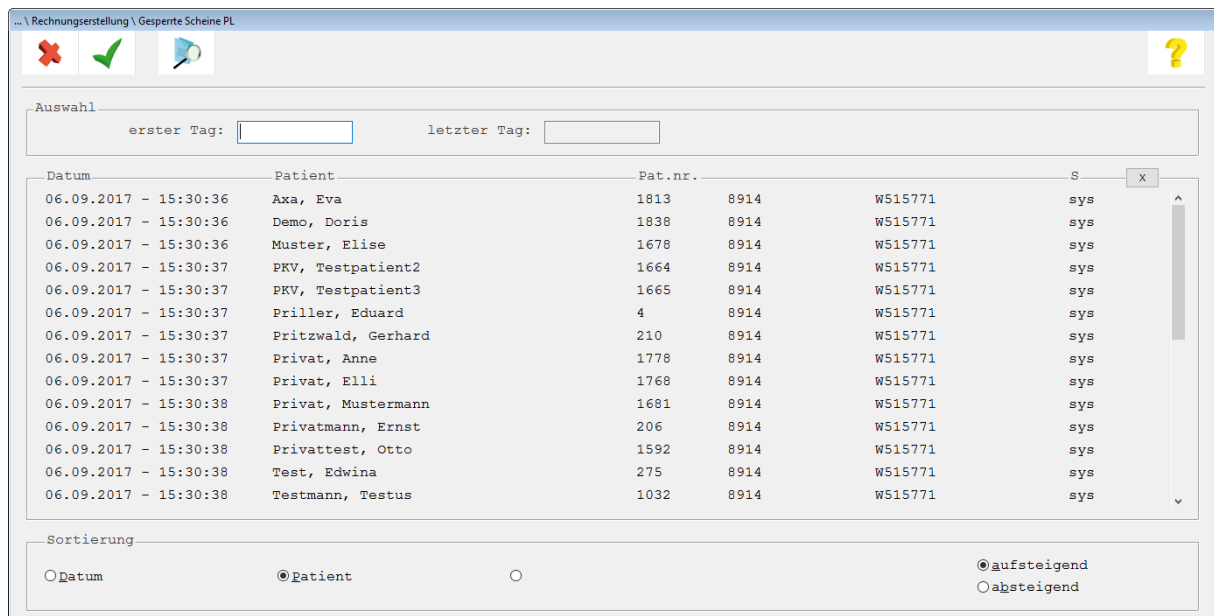 ... \ Rechnungserstellung \ Gesperrte Scheine PL
?
Auswahl
erster Tag: letzter Tag:
Datum Patient Pat.nr. S X
06.09.2017 - 15:30:36 Axa, Eva 1813 8914 W515771 sys
06.09.2017 - 15:30:36 Demo, Doris 1838 8914 W515771 sys
06.09.2017 - 15:30:36 Muster, Elise 1678 8914 W515771 sys
06.09.2017 - 15:30:37 PKV, Testpatient2 1664 8914 W515771 sys
06.09.2017 - 15:30:37 PKV, Testpatient3 1665 8914 W515771 sys
06.09.2017 - 15:30:37 Priller, Eduard 4 8914 W515771 sys
06.09.2017 - 15:30:37 Pritzwald, Gerhard 210 8914 W515771 sys
06.09.2017 - 15:30:37 Privat, Anne 1778 8914 W515771 sys
06.09.2017 - 15:30:37 Privat, Elli 1768 8914 W515771 sys
06.09.2017 - 15:30:38 Privat, Mustermann 1681 8914 W515771 sys
06.09.2017 - 15:30:38 Privatmann, Ernst 206 8914 W515771 sys
06.09.2017 - 15:30:38 Privattest, Otto 1592 8914 W515771 sys
06.09.2017 - 15:30:38 Test, Edwina 275 8914 W515771 sys
06.09.2017 - 15:30:38 Testmann, Testus 1032 8914 W515771 sys
Sortierung
Datum Patient aufsteigend
absteigend